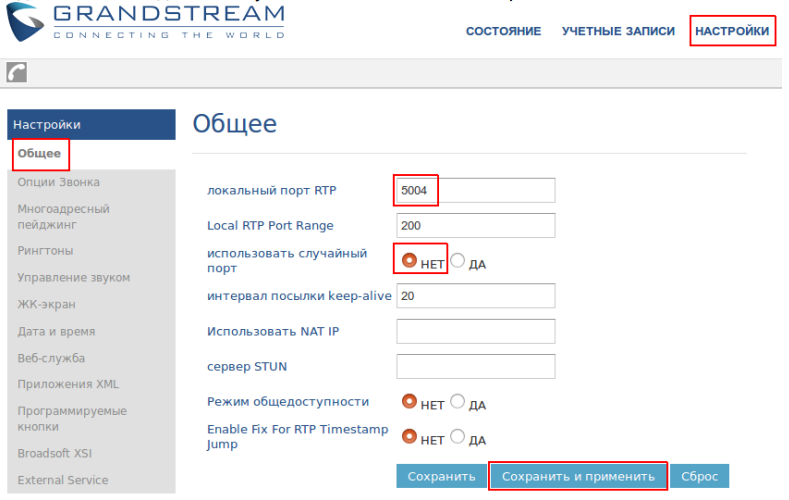 GRANDSTREAM
CONNECTING THE WORLD
СОСТОЯНИЕ УЧЕТНЫЕ ЗАПИСИ НАСТРОЙКИ
Настройки
Общее
Опции Звонка
Многоадресный
пейджинг
Рингтоны
Управление звуком
ЖК-экран
Дата и время
Веб-служба
Приложения XML
Программируемые
кнопки
Broadsoft XSI
External Service
Общее
локальный порт RTP 5004
Local RTP Port Range 200
использовать случайный
порт НЕТ ДА
интервал посылки keep-alive 20
Использовать NAT IP
сервер STUN
Режим общедоступности НЕТ ДА
Enable Fix For RTP Timestamp
Jump НЕТ ДА
Сохранить Сохранить и применить Сброс